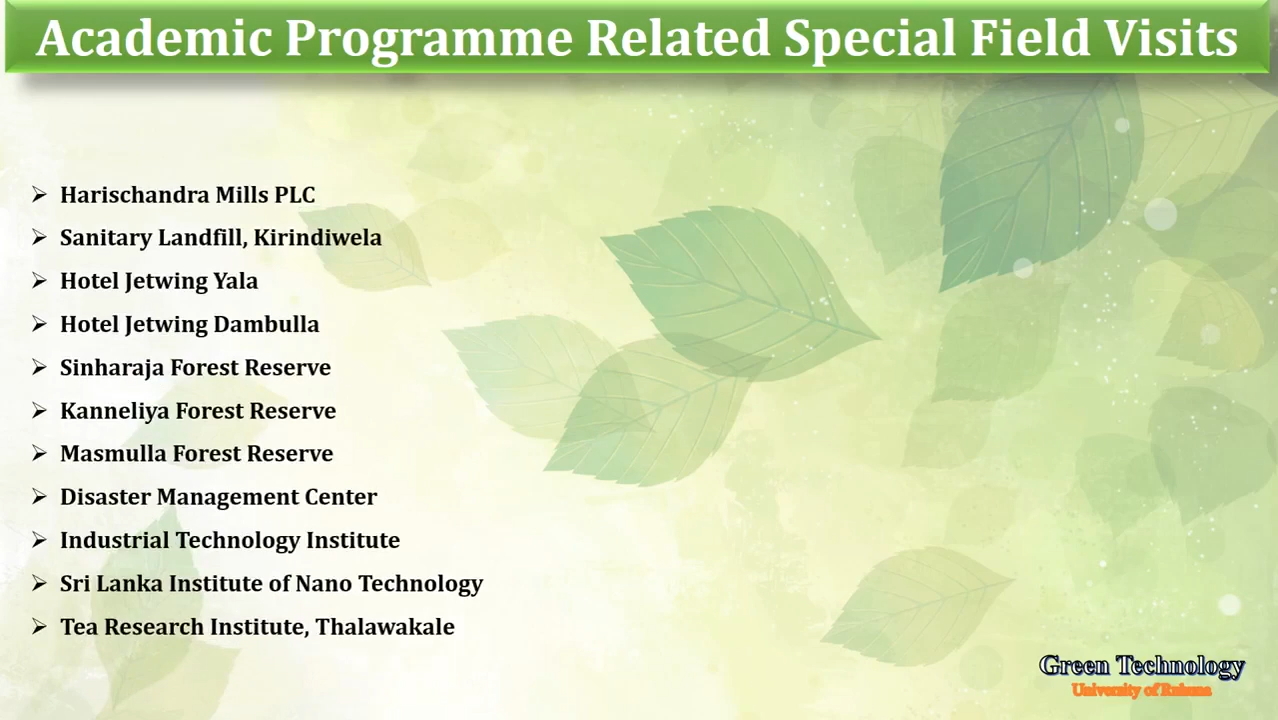 Academic Programme Related Special Field Visits
Harischandra Mills PLC
Sanitary Landfill, Kirindiwela
Hotel Jetwing Yala
Hotel Jetwing Dambulla
Sinharaja Forest Reserve
Kanneliya Forest Reserve
Masmulla Forest Reserve
Disaster Management Center
Industrial Technology Institute
Sri Lanka Institute of Nano Technology
Tea Research Institute, Thalawakale
Green Technology
University of Ruhuna